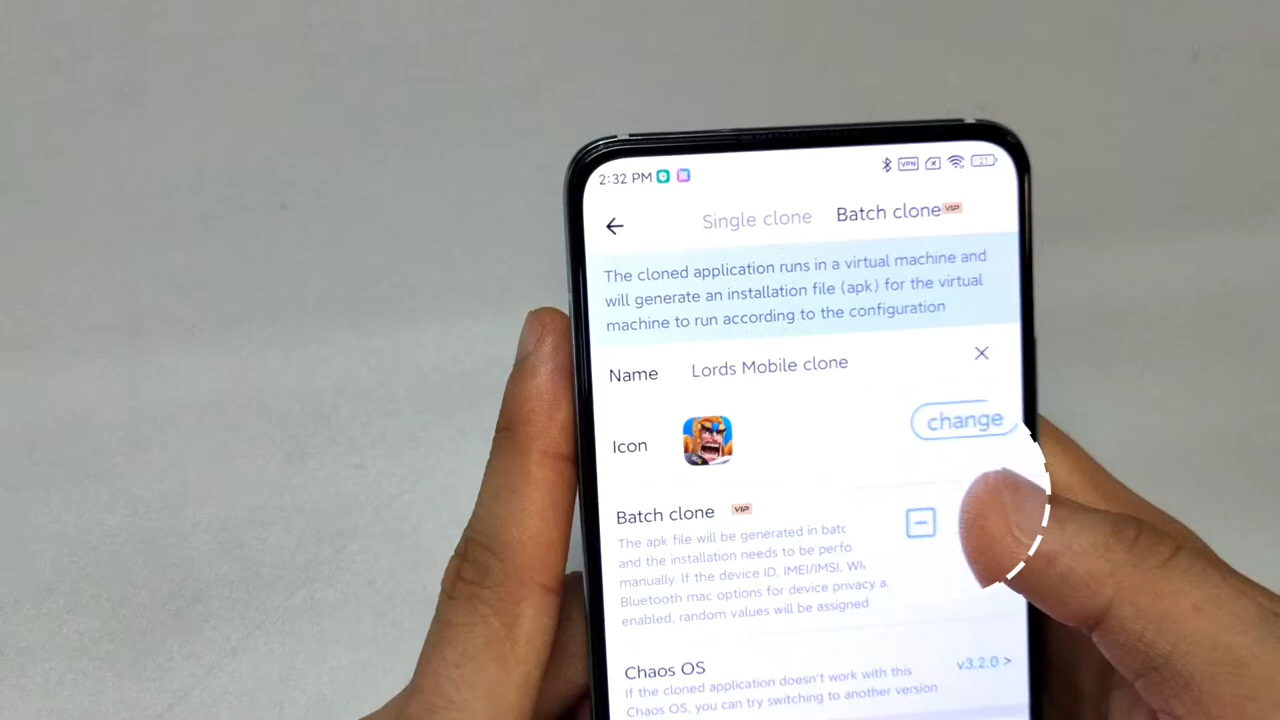 2:32 PM VPN 21
Single clone Batch clone VIP
The cloned application runs in a virtual machine and
will generate an installation file (apk) for the virtual
machine to run according to the configuration
Name Lords Mobile clone
Icon change
Batch clone VIP
The apk file will be generated in batc
and the installation needs to be perfo
manually. If the device ID, IMEI/IMSI, Wi
Bluetooth mac options for device privacy a
enabled, random values will be assigned
Chaos OS v3.2.0 >
If the cloned application doesn't work with this
Chaos OS, you can try switching to another version